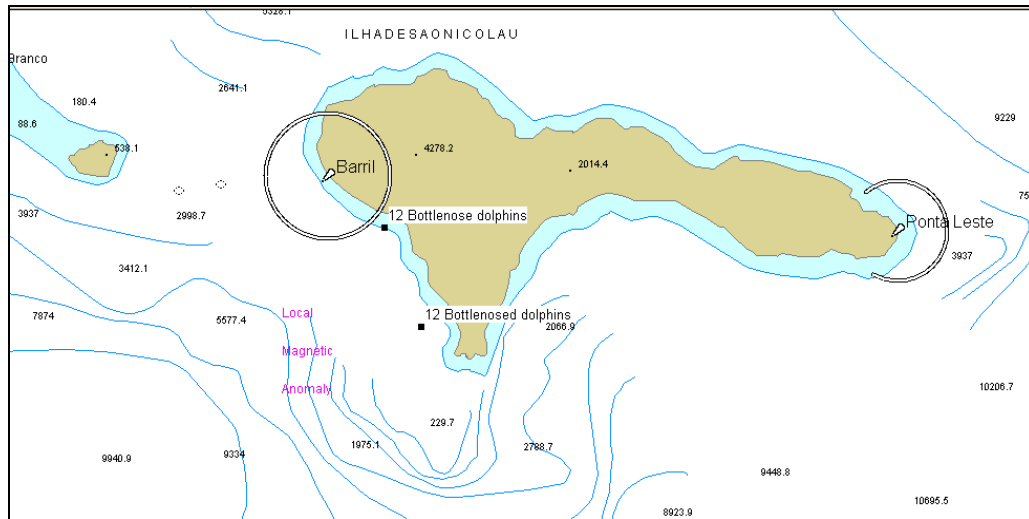 5328.1
ILHADESAONICOLAU
Branco
2641.1
180.4
9229
88.6
538.1
4278.2
2014.4
Barril
3937
2998.7
12 Bottlenose dolphins
Ponta Leste
3937
3412.1
7874
5577.4
Local
12 Bottlenosed dolphins
2066.9
Magnetic
Anomaly
10206.7
229.7
1975.1
2788.7
9940.9
9334
9448.8
8923.9
10695.5